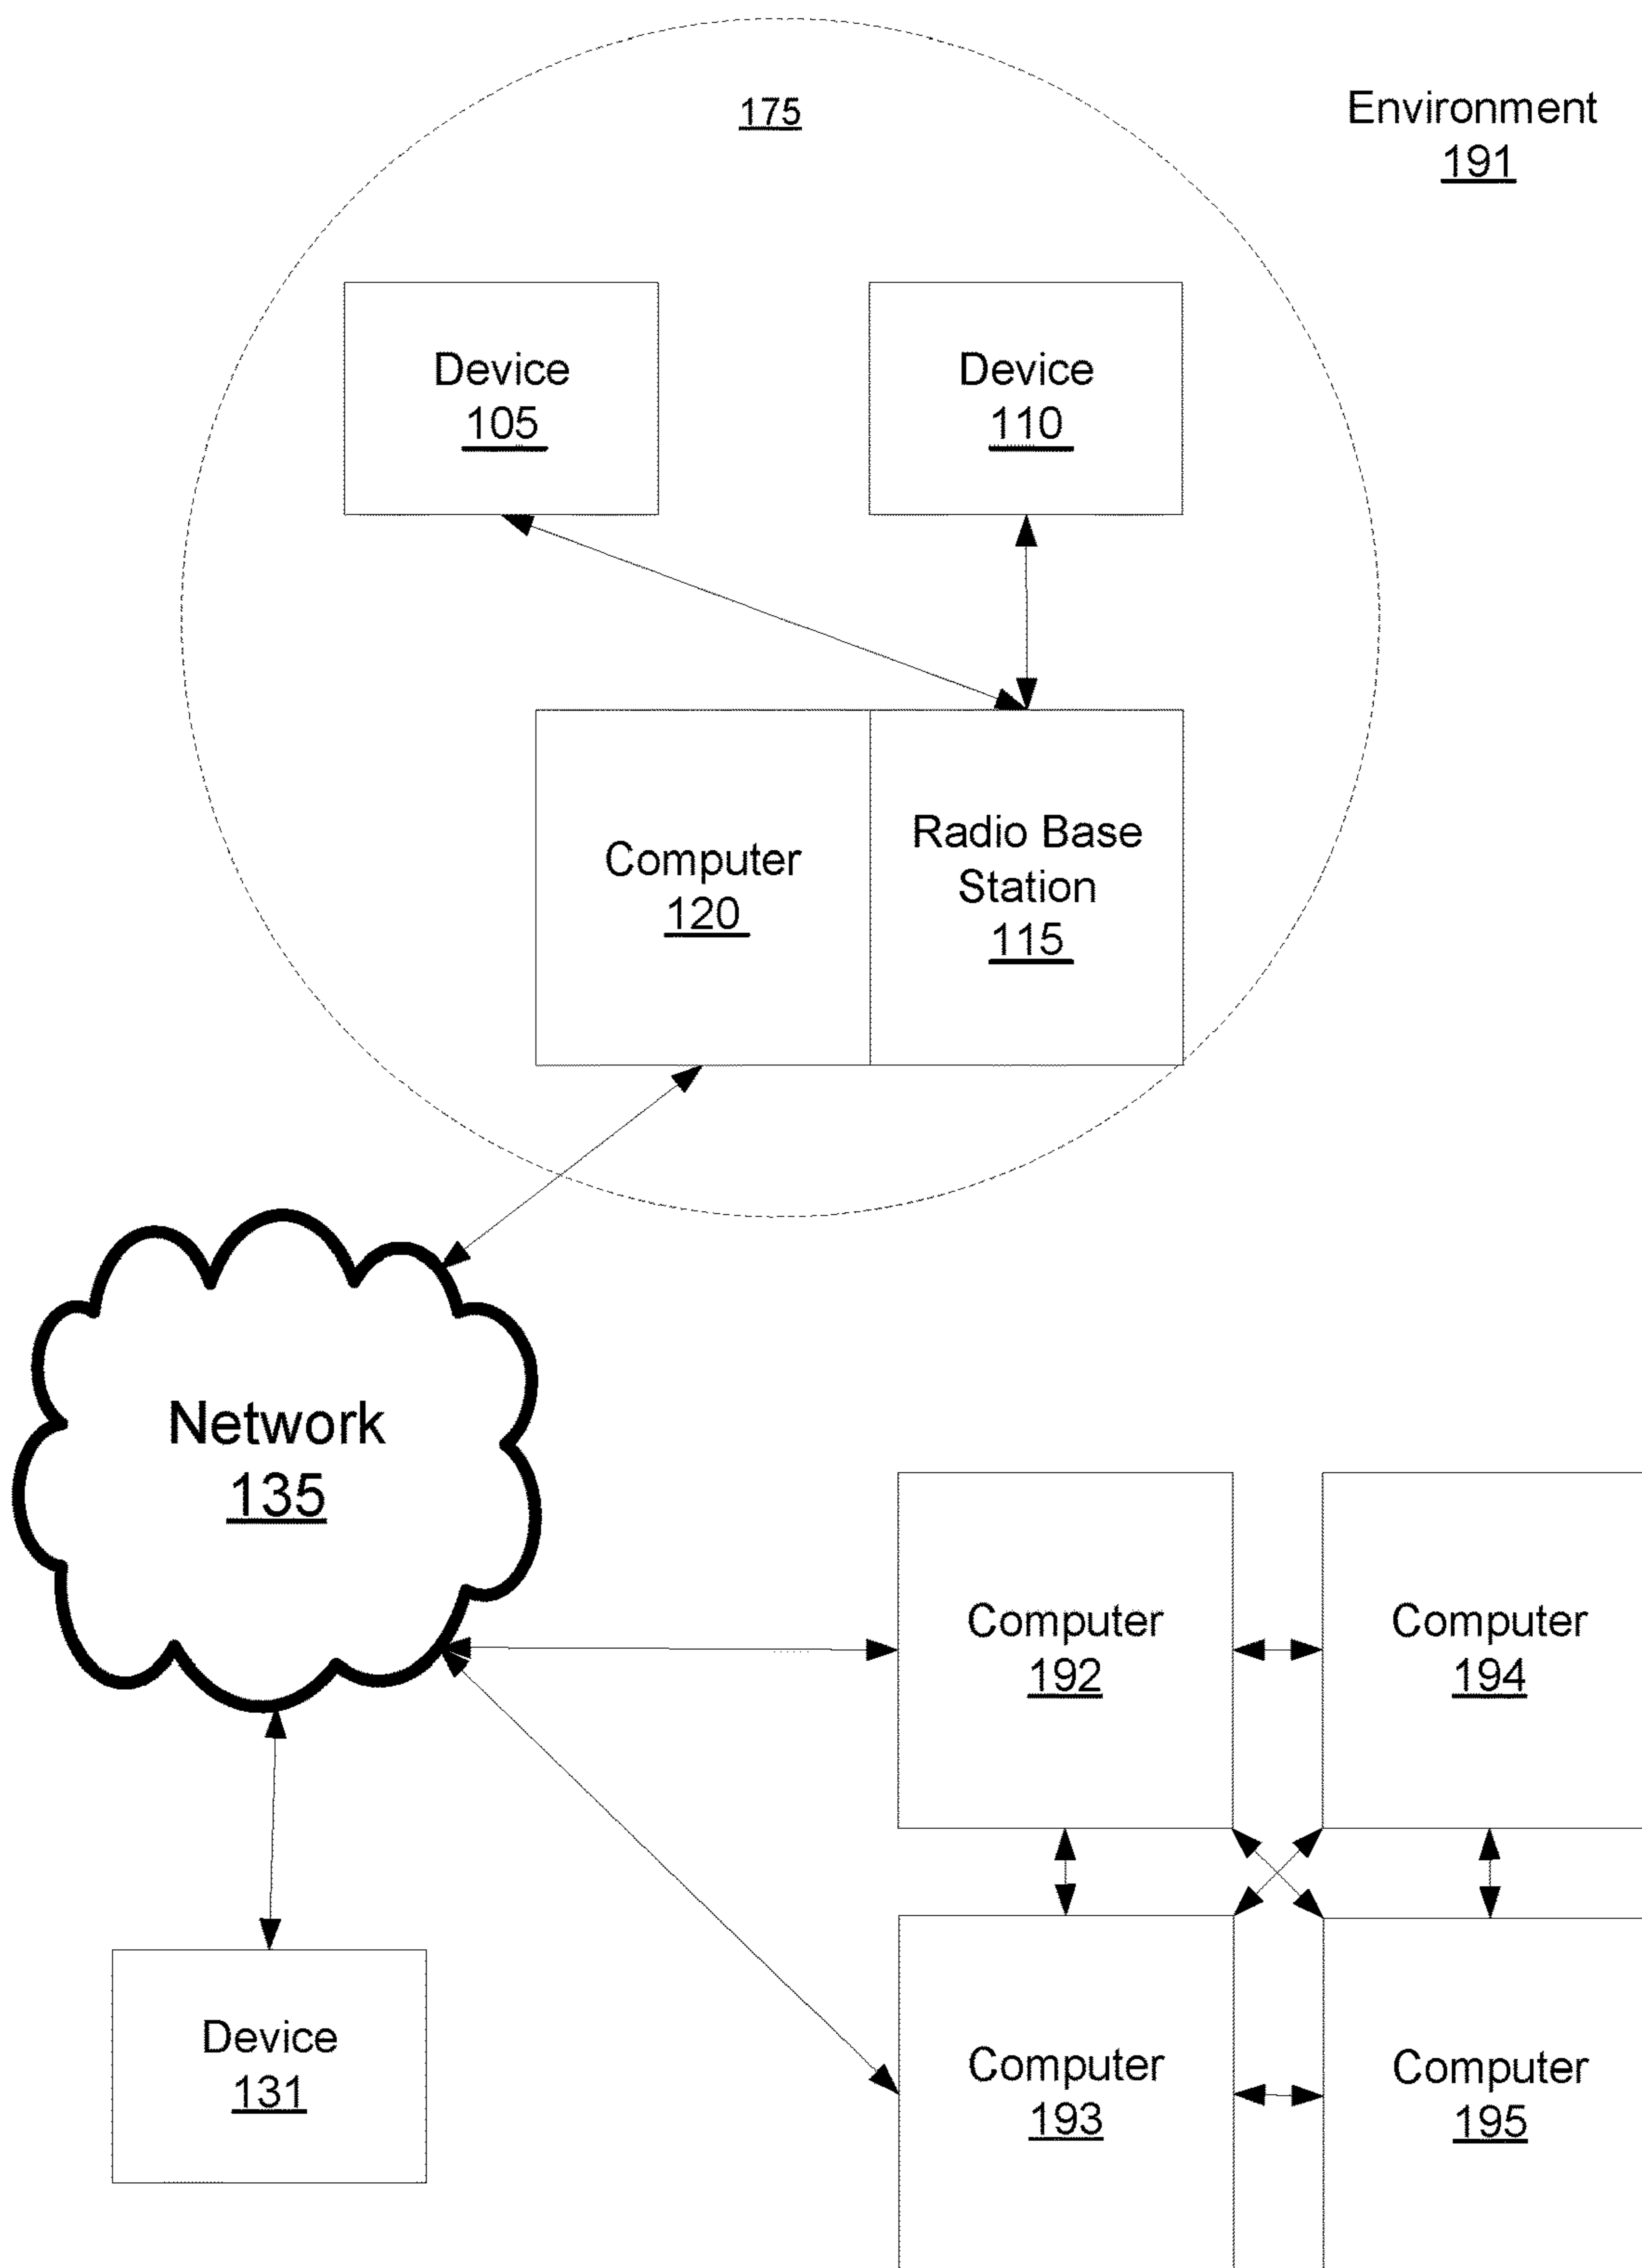 175
Environment
191
Device
105
Device
110
Computer
120
Radio Base
Station
115
Network
135
Computer
192
Computer
194
Device
131
Computer
193
Computer
195